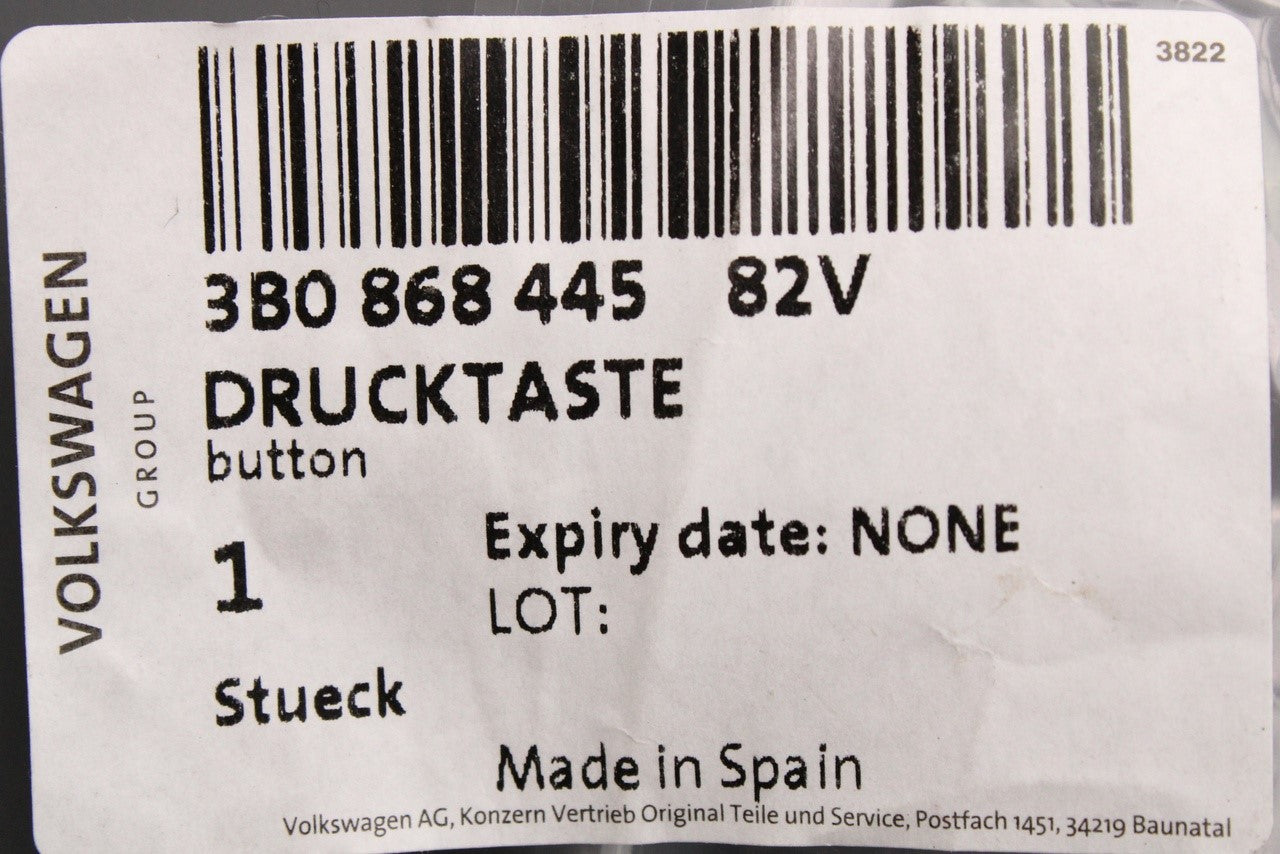 3822
VOLKSWAGEN
GROUP
3B0 868 445 82V
DRUCKTASTE
button
1
Expiry date: NONE
LOT:
Stueck
Made in Spain
Volkswagen AG, Konzern Vertrieb Original Teile und Service, Postfach 1451, 34219 Baunatal